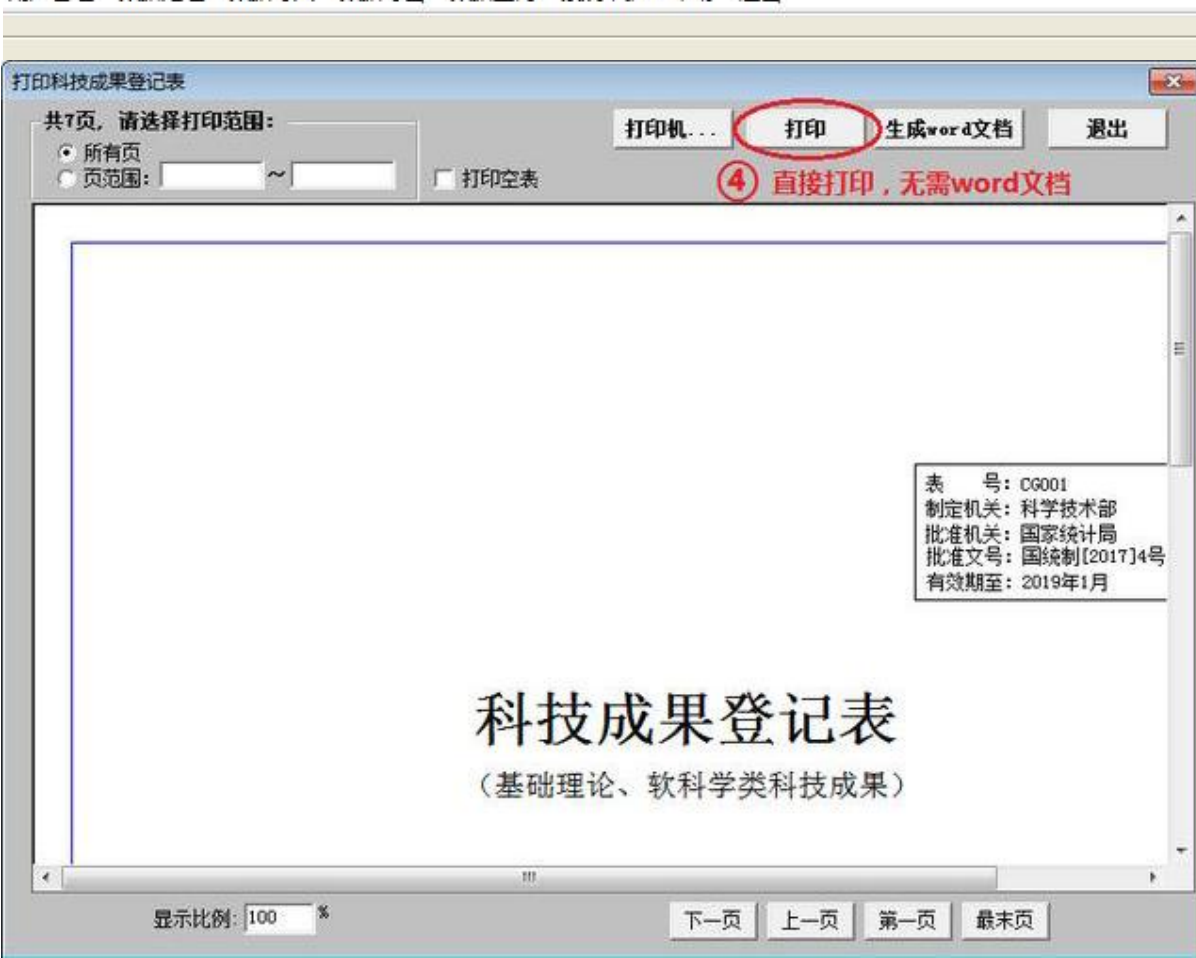 打印科技成果登记表
共7页，请选择打印范围：
所有页
页范围： ～
打印空表
打印机... 打印 生成word文档 退出
④ 直接打印，无需word文档
表 号：CG001
制定机关：科学技术部
批准机关：国家统计局
批准文号：国统制[2017]4号
有效期至：2019年1月
科技成果登记表
（基础理论、软科学类科技成果）
显示比例：100 %
下一页 上一页 第一页 最末页